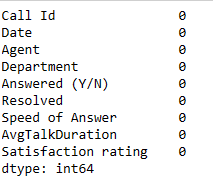 Call Id 0
Date 0
Agent 0
Department 0
Answered (Y/N) 0
Resolved 0
Speed of Answer 0
AvgTalkDuration 0
Satisfaction rating 0
dtype: int64